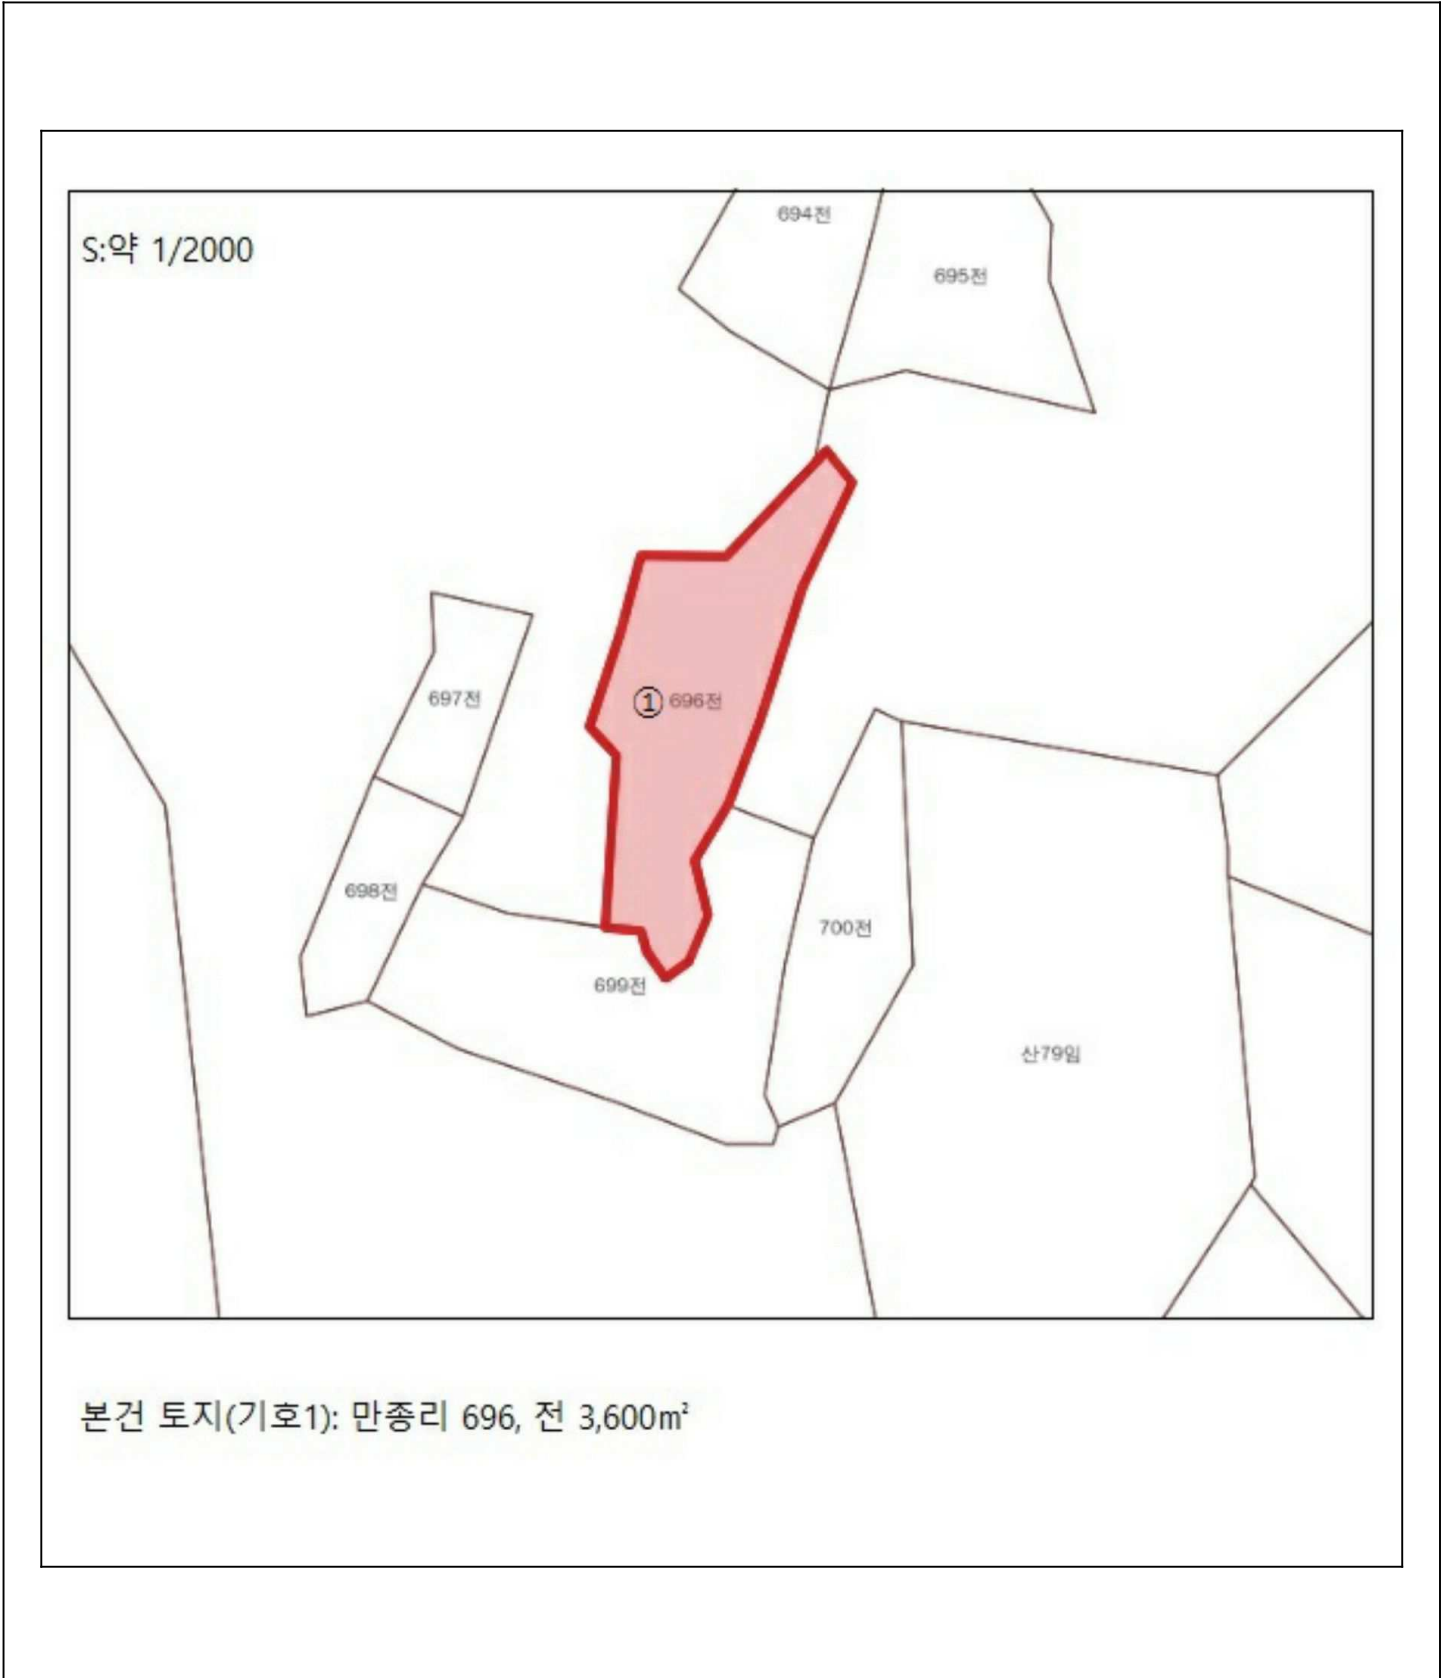 694전
S:약 1/2000
695전
697전
① 696전
698전
700전
699전
산79임
본건 토지(기호1): 만종리 696, 전 3,600㎡